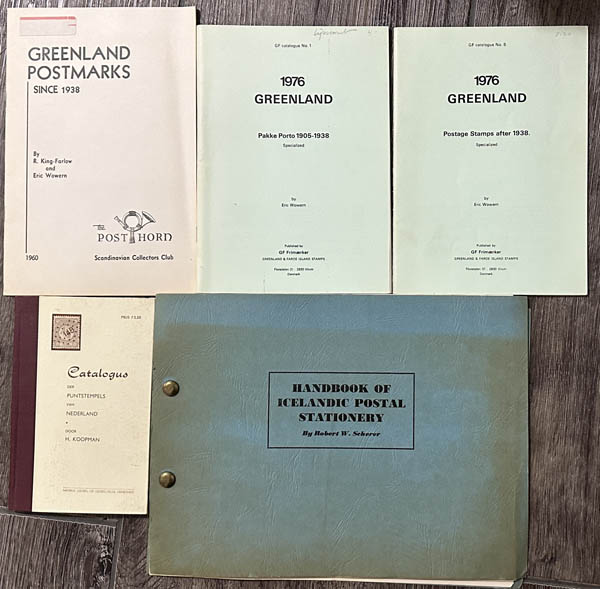 GREENLAND
POSTMARKS
SINCE 1938
By
R. King-Farlow
and
Eric Wowern
The
POST HORN
1960
Scandinavian Collectors Club
GF catalogue No. 1
1976
GREENLAND
Pakke Porto 1905-1938
Specialized
by
Eric Wowern
Published by
GF Frimærker
GREENLAND & FAROE ISLAND STAMPS
Denmark
GF catalogue No.
1976
GREENLAND
Postage Stamps after 1938.
Specialized
by
Eric Wowern
Published by
GF Frimærker
GREENLAND & FAROE ISLAND STAMPS
Denmark
PRIJS
Catalogus
DER
PUNTSTEMPELS
VAN
NEDERLAND
DOOR
H. KOOPMAN
HANDBOOK OF
ICELANDIC POSTAL
STATIONERY
By Robert W. Scherer